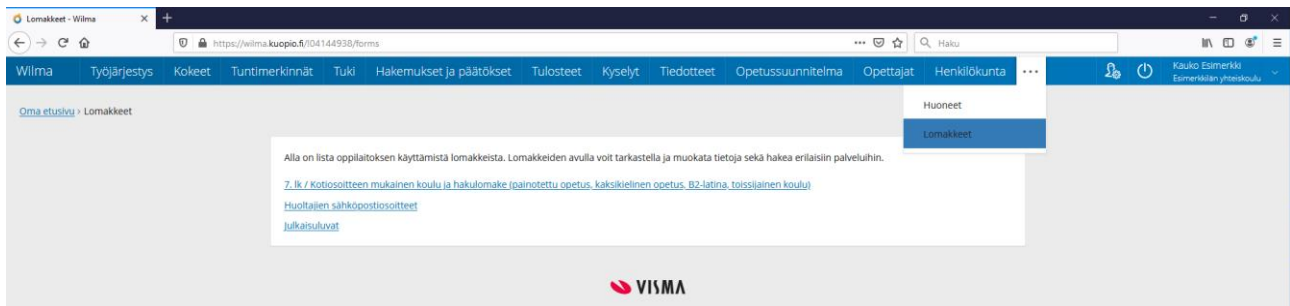 Lomakkeet - Wilma
https://wilma.kuopio.fi/!04144938/forms
Haku
Wilma Työjärjestys Kokeet Tuntimerkinnät Tuki Hakemukset ja päätökset Tulosteet Kyselyt Tiedotteet Opetussuunnitelma Opettajat Henkilökunta
Kauko Esimerkki
Esimerkkilän yhteiskoulu
Huoneet
Lomakkeet
Oma etusivu › Lomakkeet
Alla on lista oppilaitoksen käyttämistä lomakkeista. Lomakkeiden avulla voit tarkastella ja muokata tietoja sekä hakea erilaisiin palveluihin.
7. lk / Kotiosoitteen mukainen koulu ja hakulomake (painotettu opetus, kaksikielinen opetus, B2-latina, toissijainen koulu)
Huoltajien sähköpostiosoitteet
Julkaisuluvat
VISMA